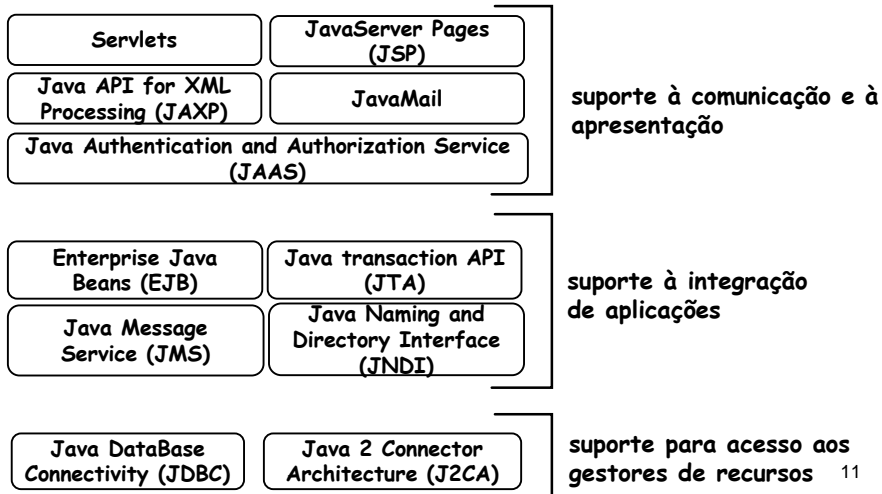 Servlets
JavaServer Pages
(JSP)
Java API for XML
Processing (JAXP)
JavaMail
Java Authentication and Authorization Service
(JAAS)
suporte à comunicação e à
apresentação
Enterprise Java
Beans (EJB)
Java transaction API
(JTA)
Java Message
Service (JMS)
Java Naming and
Directory Interface
(JNDI)
suporte à integração
de aplicações
Java DataBase
Connectivity (JDBC)
Java 2 Connector
Architecture (J2CA)
suporte para acesso aos
gestores de recursos
11